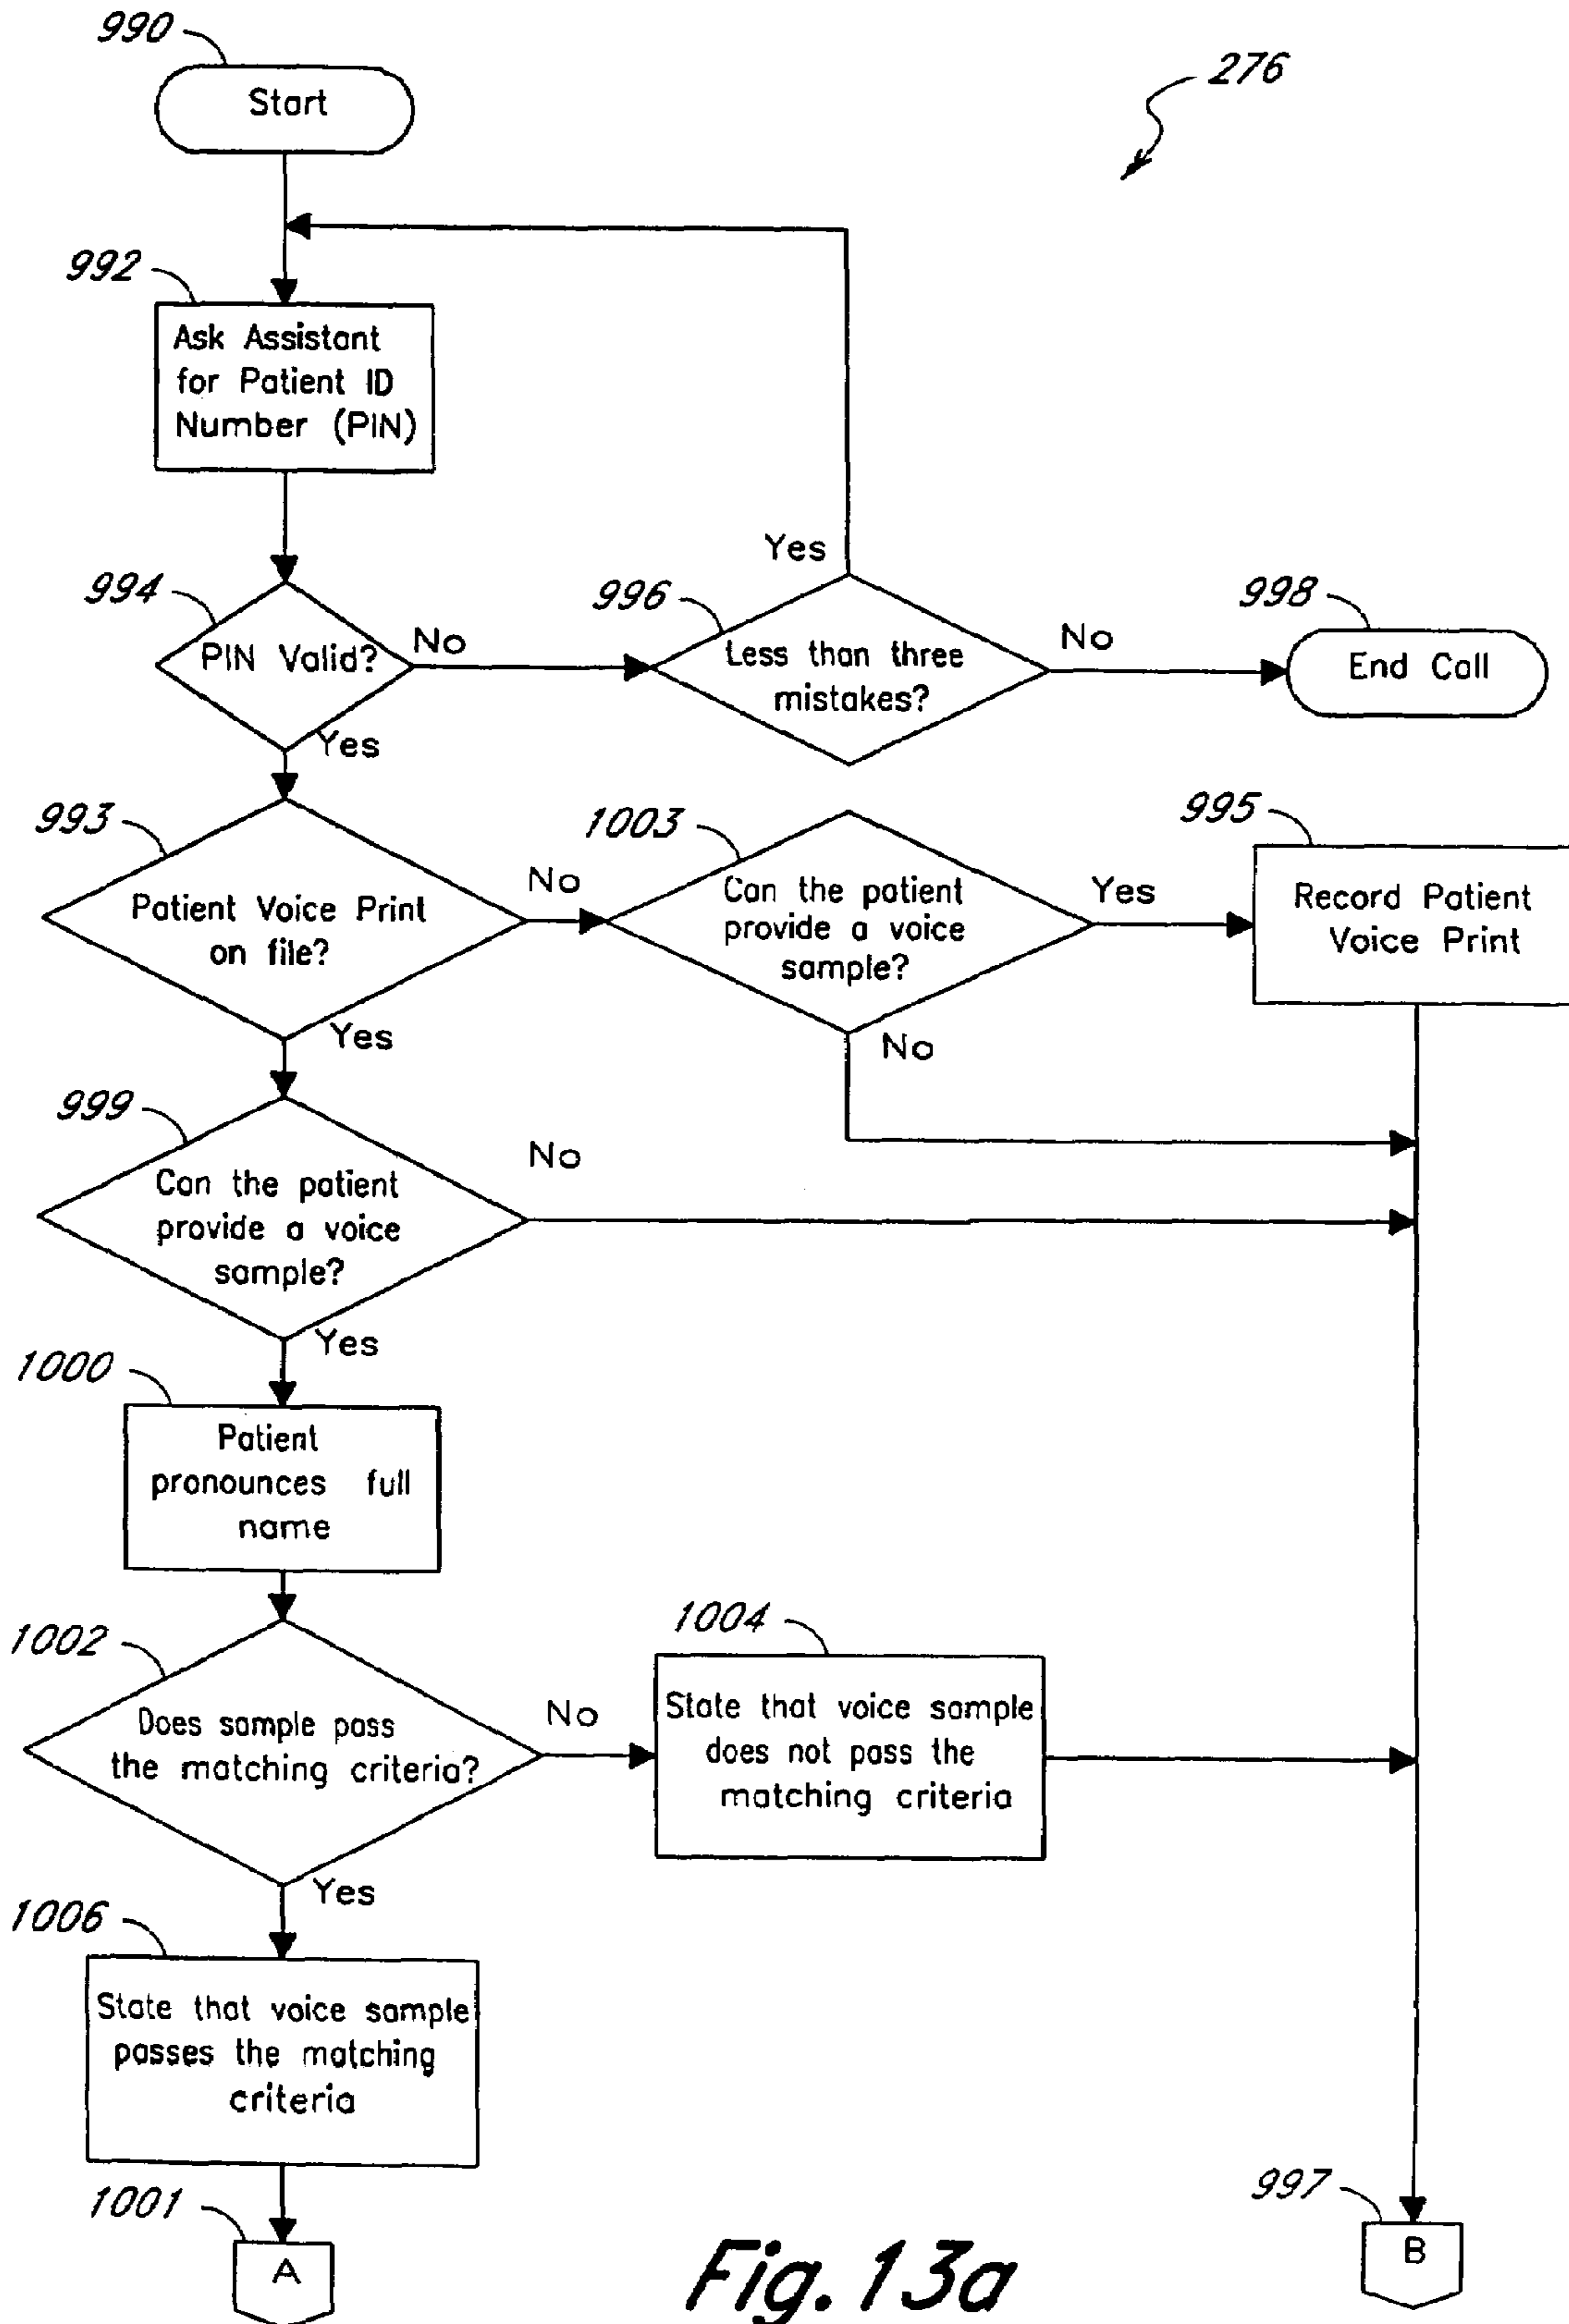 990
Start
276
992
Ask Assistant
for Patient ID
Number (PIN)
994
PIN Valid?
No
Yes
996
Yes
Less than three
mistakes?
No
998
End Call
993
Patient Voice Print
on file?
No
Yes
1003
Can the patient
provide a voice
sample?
Yes
No
995
Record Patient
Voice Print
999
Can the patient
provide a voice
sample?
No
Yes
1000
Patient
pronounces full
name
1002
Does sample pass
the matching criteria?
No
Yes
1004
State that voice sample
does not pass the
matching criteria
1006
State that voice sample
passes the matching
criteria
1001
A
997
B
Fig. 13a